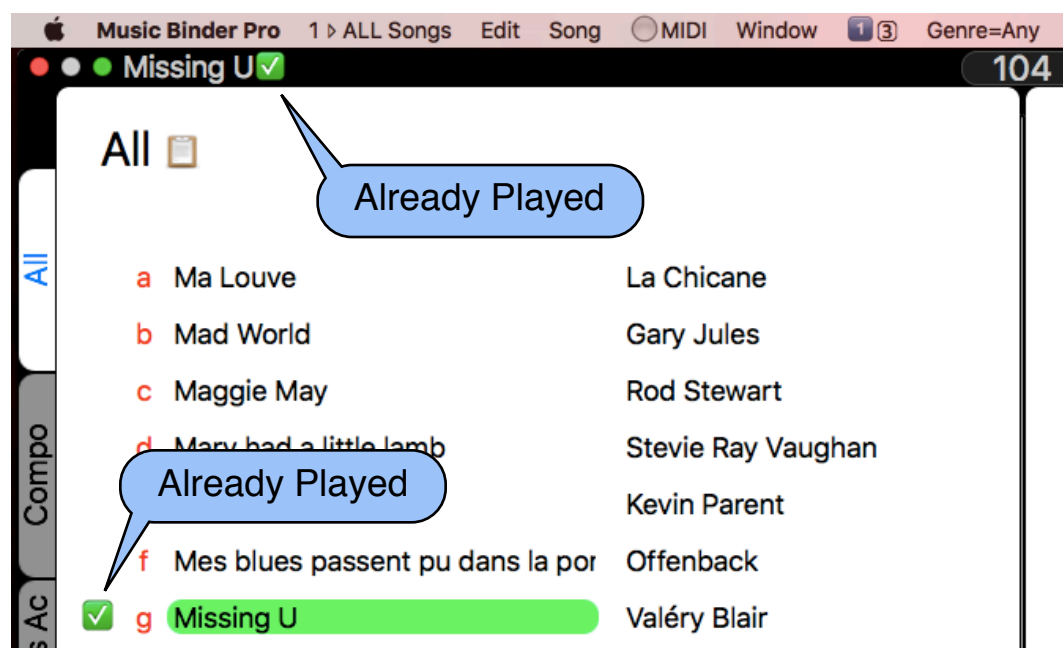 Music Binder Pro 1 ▹ ALL Songs Edit Song MIDI Window 1 3 Genre=Any
Missing U✅ 104
All 📋
Already Played
All
a Ma Louve La Chicane
b Mad World Gary Jules
c Maggie May Rod Stewart
d Mary had a little lamb Stevie Ray Vaughan
Compo
Already Played
Kevin Parent
f Mes blues passent pu dans la por Offenback
s Ac
✅ g Missing U Valéry Blair